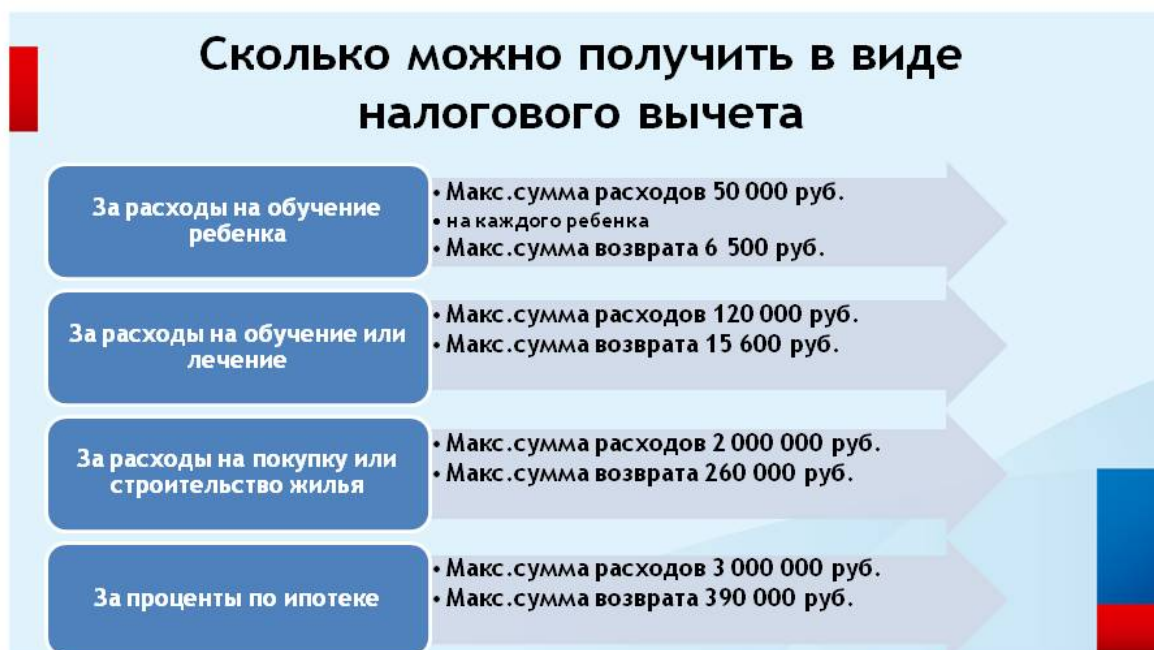 Сколько можно получить в виде
налогового вычета
За расходы на обучение
ребенка
• Макс.сумма расходов 50 000 руб.
• на каждого ребенка
• Макс.сумма возврата 6 500 руб.
За расходы на обучение или
лечение
• Макс.сумма расходов 120 000 руб.
• Макс.сумма возврата 15 600 руб.
За расходы на покупку или
строительство жилья
• Макс.сумма расходов 2 000 000 руб.
• Макс.сумма возврата 260 000 руб.
За проценты по ипотеке
• Макс.сумма расходов 3 000 000 руб.
• Макс.сумма возврата 390 000 руб.